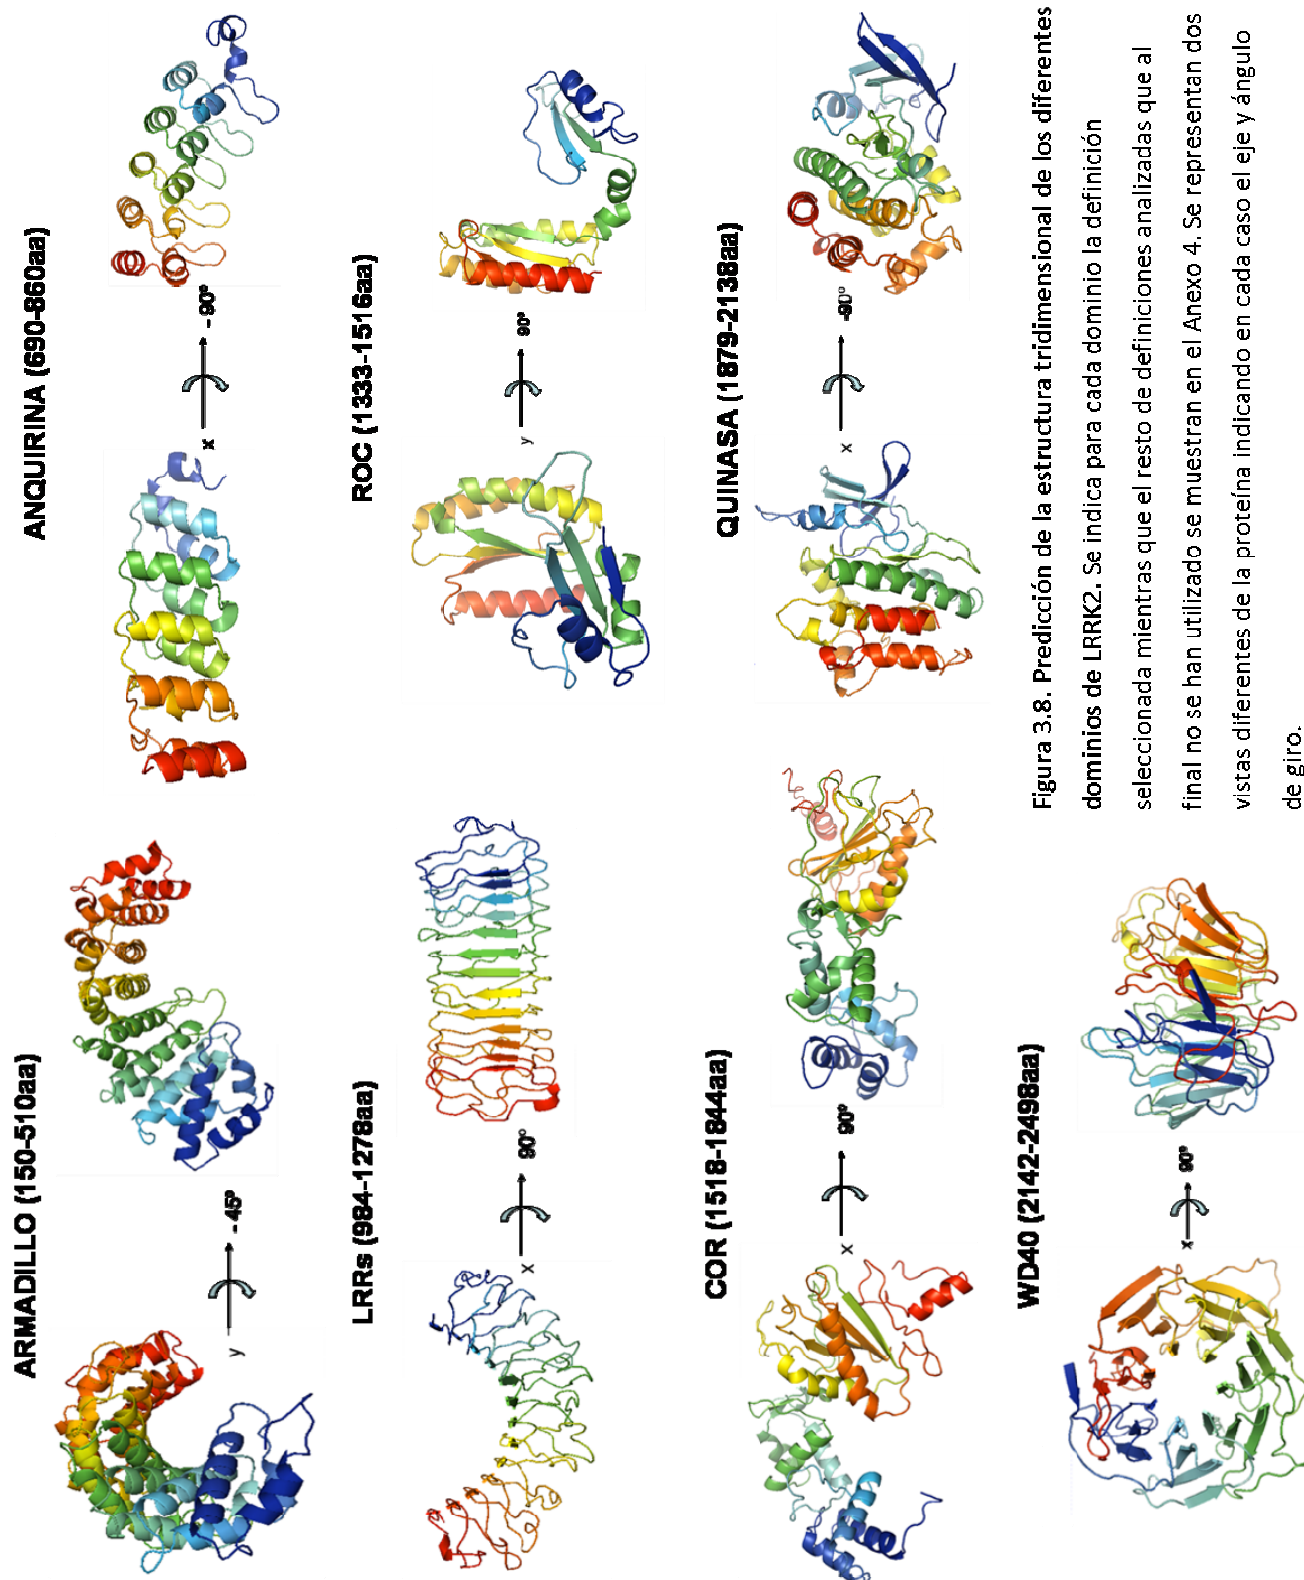 ARMADILLO (150-510aa)
y
- 45º
ANQUIRINA (690-860aa)
x
- 90º
LRRs (984-1278aa)
x
90º
ROC (1333-1516aa)
y
90º
COR (1518-1844aa)
x
90º
QUINASA (1879-2138aa)
x
-90º
WD40 (2142-2498aa)
x
90º
Figura 3.8. Predicción de la estructura tridimensional de los diferentes
dominios de LRRK2. Se indica para cada dominio la definición
seleccionada mientras que el resto de definiciones analizadas que al
final no se han utilizado se muestran en el Anexo 4. Se representan dos
vistas diferentes de la proteína indicando en cada caso el eje y ángulo
de giro.